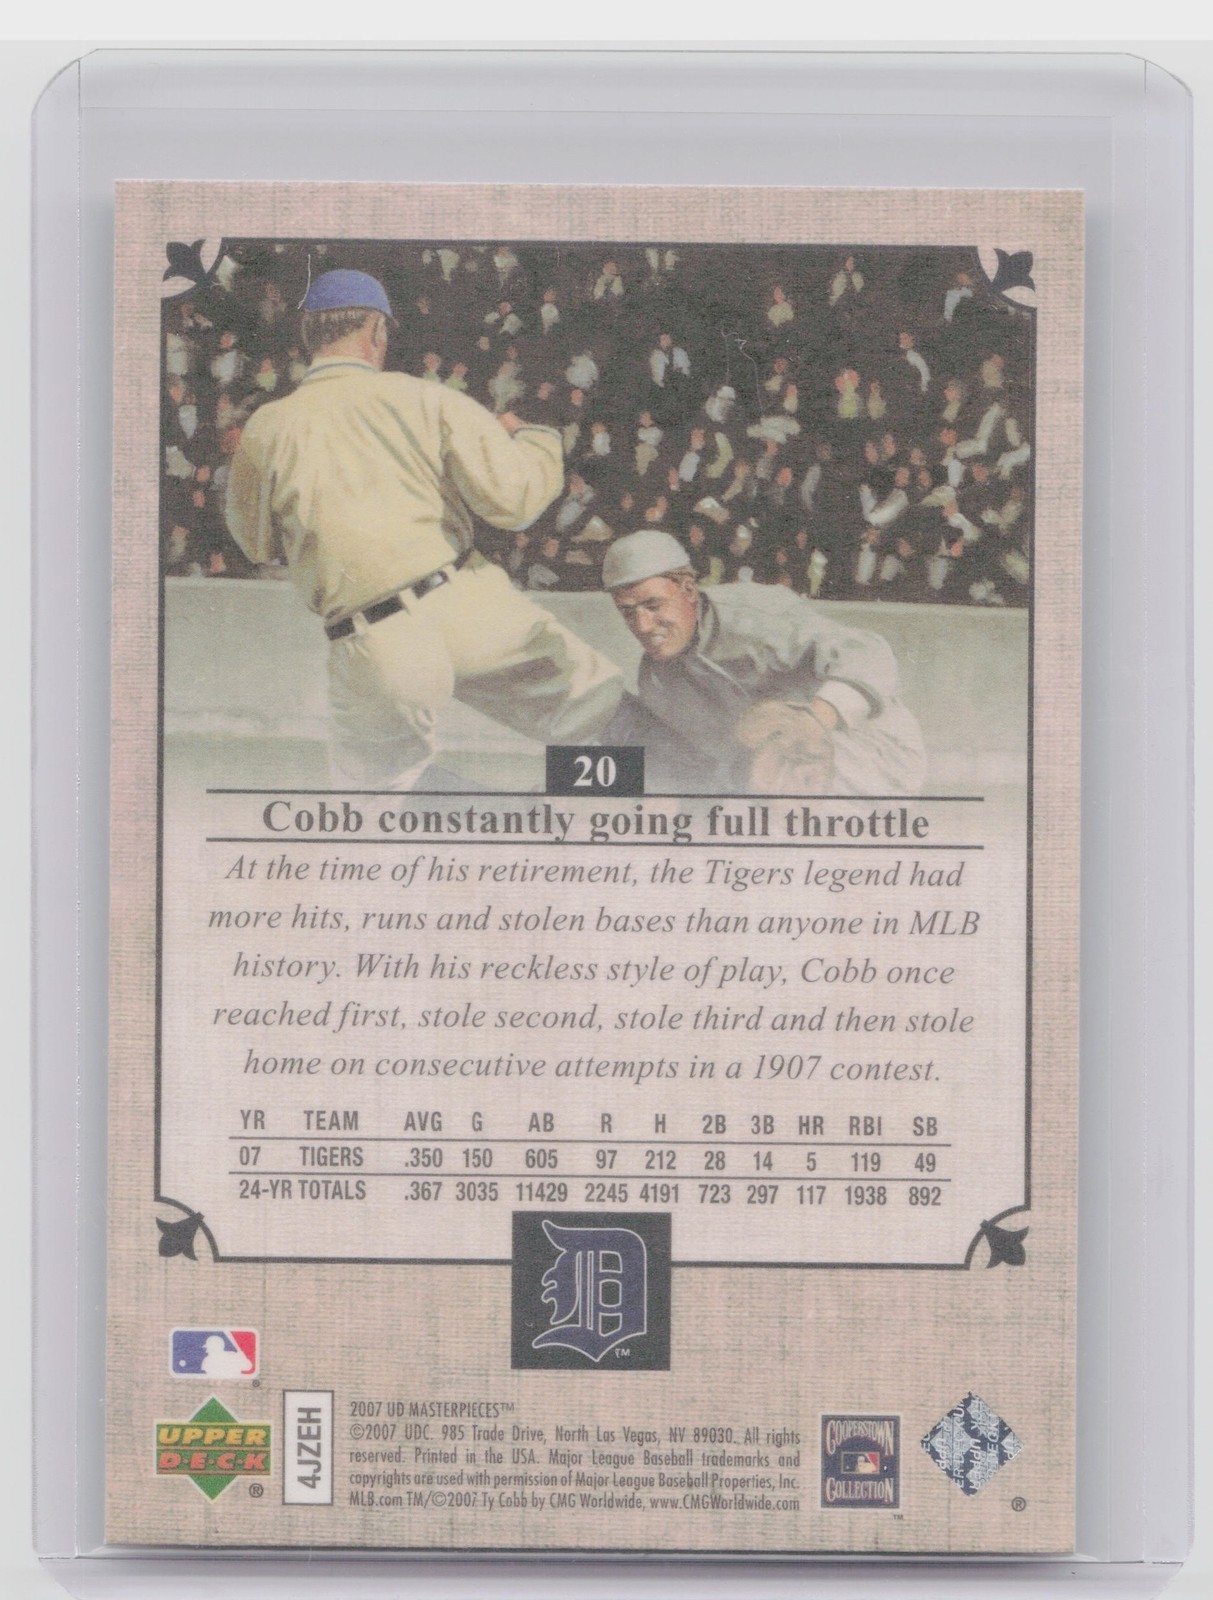 20
Cobb constantly going full throttle
At the time of his retirement, the Tigers legend had
more hits, runs and stolen bases than anyone in MLB
history. With his reckless style of play, Cobb once
reached first, stole second, stole third and then stole
home on consecutive attempts in a 1907 contest.
YR TEAM AVG G AB R H 2B 3B HR RBI SB
07 TIGERS .350 150 605 97 212 28 14 5 119 49
24-YR TOTALS .367 3035 11429 2245 4191 723 297 117 1938 892
D
TM
UPPER
DECK
®
4JZEH
2007 UD MASTERPIECES™
©2007 UDC. 985 Trade Drive, North Las Vegas, NV 89030. All rights
reserved. Printed in the USA. Major League Baseball trademarks and
copyrights are used with permission of Major League Baseball Properties, Inc.
MLB.com TM/©2007 Ty Cobb by CMG Worldwide, www.CMGWorldwide.com
COOPERSTOWN
COLLECTION
TM
®